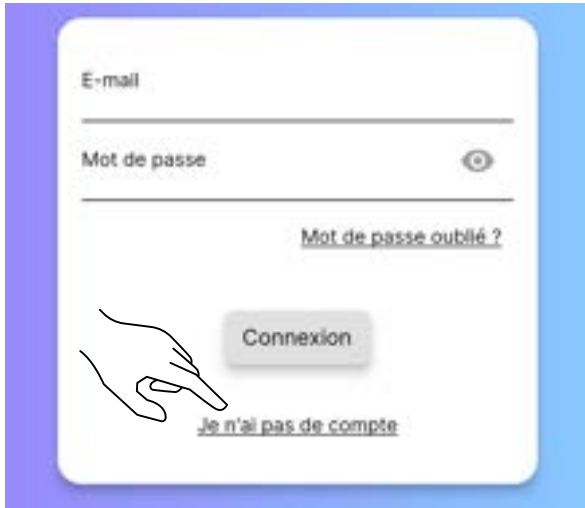 E-mail
Mot de passe
Mot de passe oublié ?
Connexion
Je n'ai pas de compte